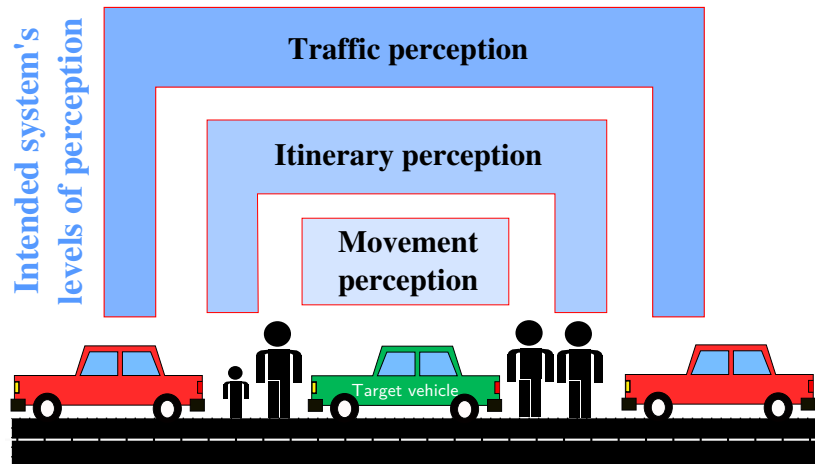 Intended system's
levels of perception
Traffic perception
Itinerary perception
Movement
perception
Target vehicle